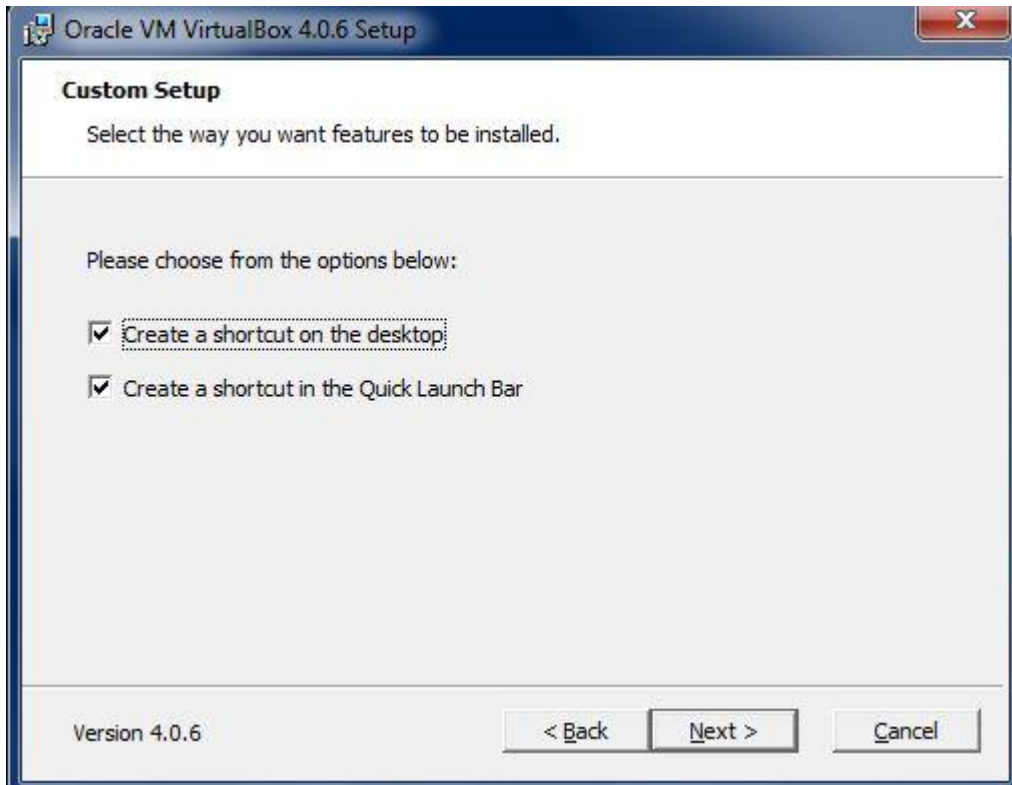 Oracle VM VirtualBox 4.0.6 Setup
Custom Setup
Select the way you want features to be installed.
Please choose from the options below:
Create a shortcut on the desktop
Create a shortcut in the Quick Launch Bar
Version 4.0.6
< Back
Next >
Cancel